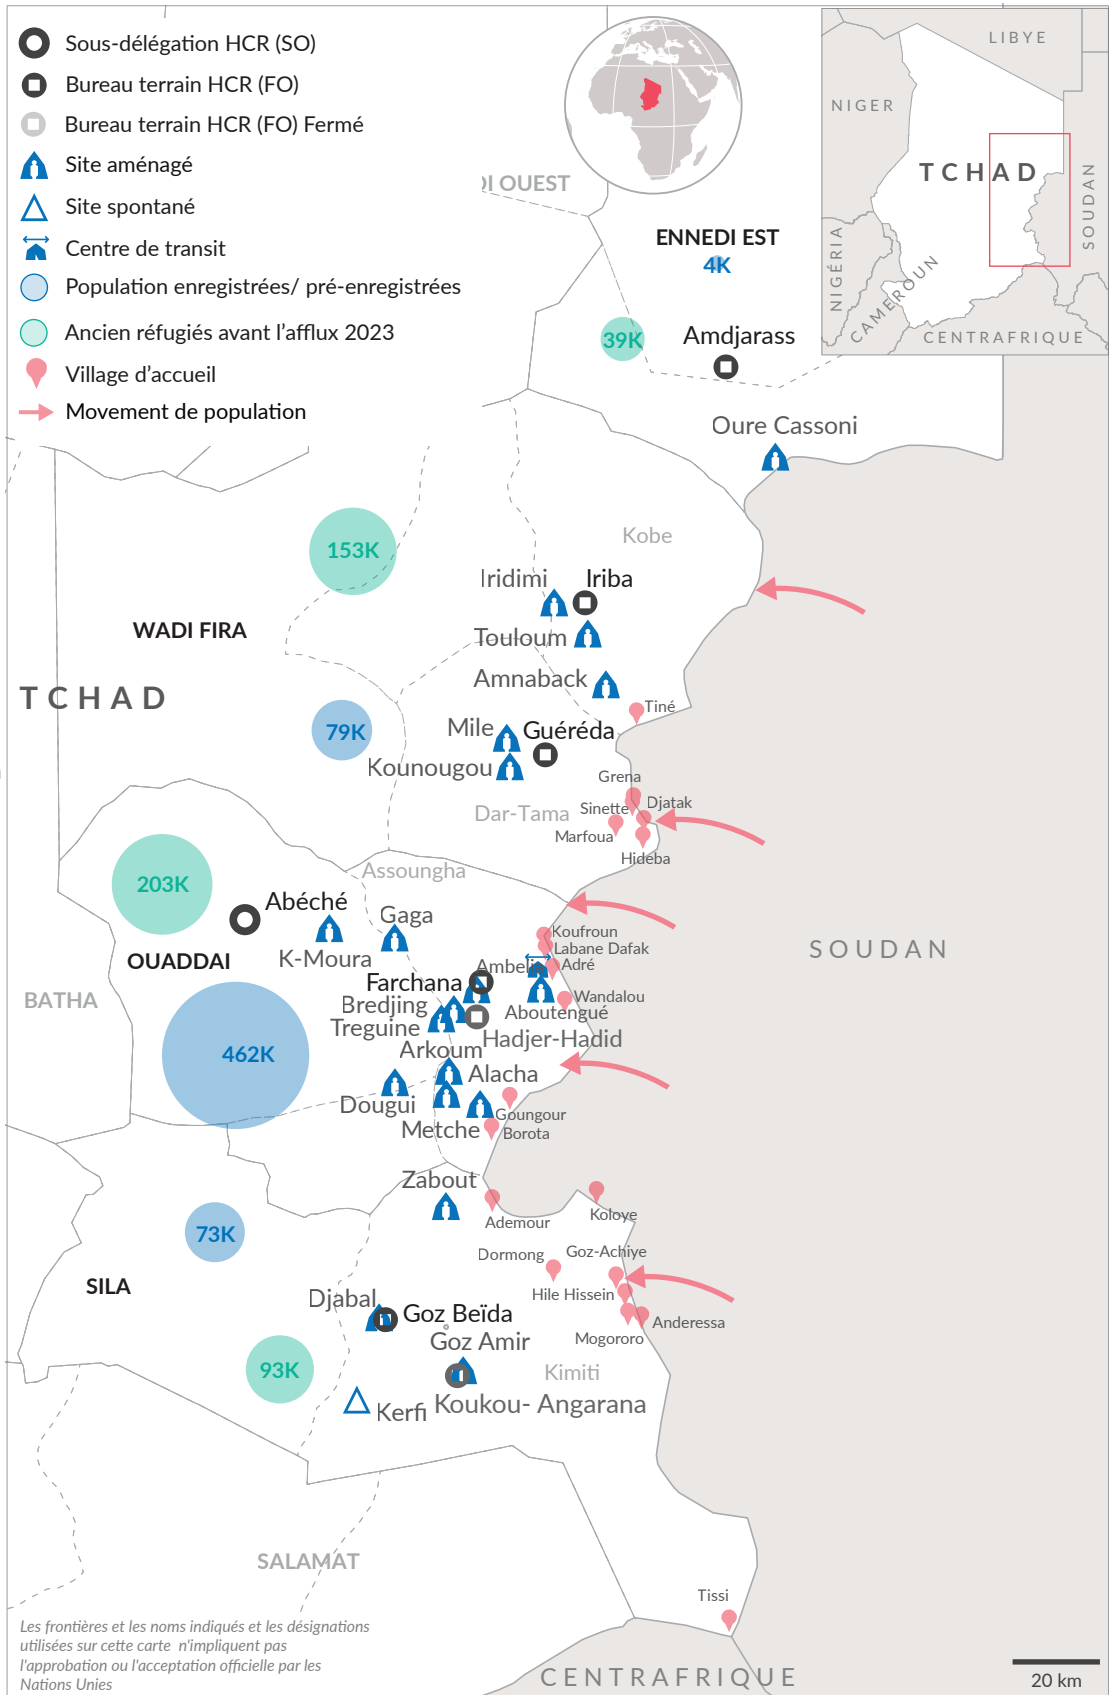 Sous-délégation HCR (SO)
Bureau terrain HCR (FO)
Bureau terrain HCR (FO) Fermé
Site aménagé
Site spontané
Centre de transit
Population enregistrées/ pré-enregistrées
Ancien réfugiés avant l'afflux 2023
Village d'accueil
Movement de population
LIBYE
NIGER
TCHAD
SOUDAN
NIGÉRIA
CAMEROUN
CENTRAFRIQUE
DI OUEST
ENNEDI EST
4K
39K
Amdjarass
Oure Cassoni
153K
Kobe
Iridimi
Iriba
WADI FIRA
Touloum
Amnaback
TCHAD
Tiné
79K
Mile
Guéréda
Kounougou
Grena
Sinette
Djatak
Dar-Tama
Marfoua
Hideba
Assoungha
203K
Abéché
Gaga
Koufroun
Labane Dafak
OUADDAI
K-Moura
Ambelia
Adré
SOUDAN
Farchana
BATHA
Bredjing
Wandalou
Treguine
Aboutengué
Hadjer-Hadid
462K
Arkoum
Alacha
Dougui
Goungour
Metche
Borota
Zabout
Ademour
Koloye
73K
Dormong
Goz-Achiye
SILA
Hile Hissein
Djabal
Goz Beïda
Anderessa
Mogororo
Goz Amir
93K
Kimiti
Kerfi
Koukou- Angarana
SALAMAT
Tissi
Les frontières et les noms indiqués et les désignations
utilisées sur cette carte n'impliquent pas
l'approbation ou l'acceptation officielle par les
Nations Unies
CENTRAFRIQUE
20 km